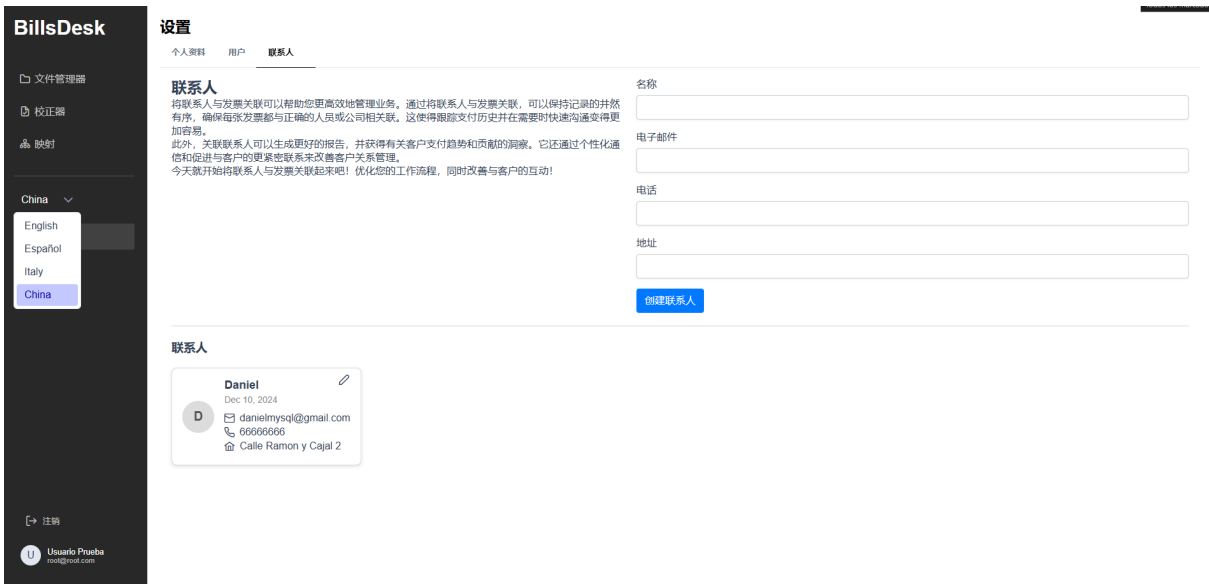 BillsDesk
文件管理器
校正器
映射
China
English
Español
Italy
China
注销
U
Usuario Prueba
root@root.com
设置
个人资料
用户
联系人
联系人
将联系人与发票关联可以帮助您更高效地管理业务。通过将联系人与发票关联，可以保持记录的井然
有序，确保每张发票都与正确的人员或公司相关联。这使得跟踪支付历史并在需要时快速沟通变得更
加容易。
此外，关联联系人可以生成更好的报告，并获得有关客户支付趋势和贡献的洞察。它还通过个性化通
信和促进与客户的更紧密联系来改善客户关系管理。
今天就开始将联系人与发票关联起来吧！优化您的工作流程，同时改善与客户的互动！
名称
电子邮件
电话
地址
创建联系人
联系人
D
Daniel
Dec 10, 2024
danielmysql@gmail.com
66666666
Calle Ramon y Cajal 2